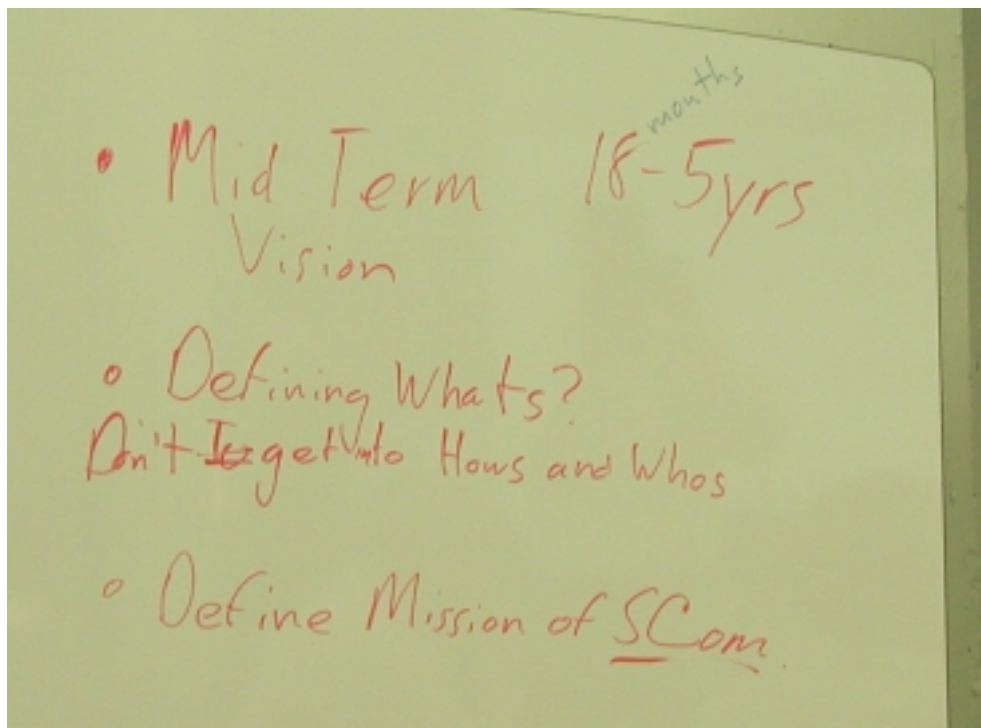 months
• Mid Term 18-5yrs
Vision
• Defining Whats?
Don't get into Hows and Whos
• Define Mission of SCom